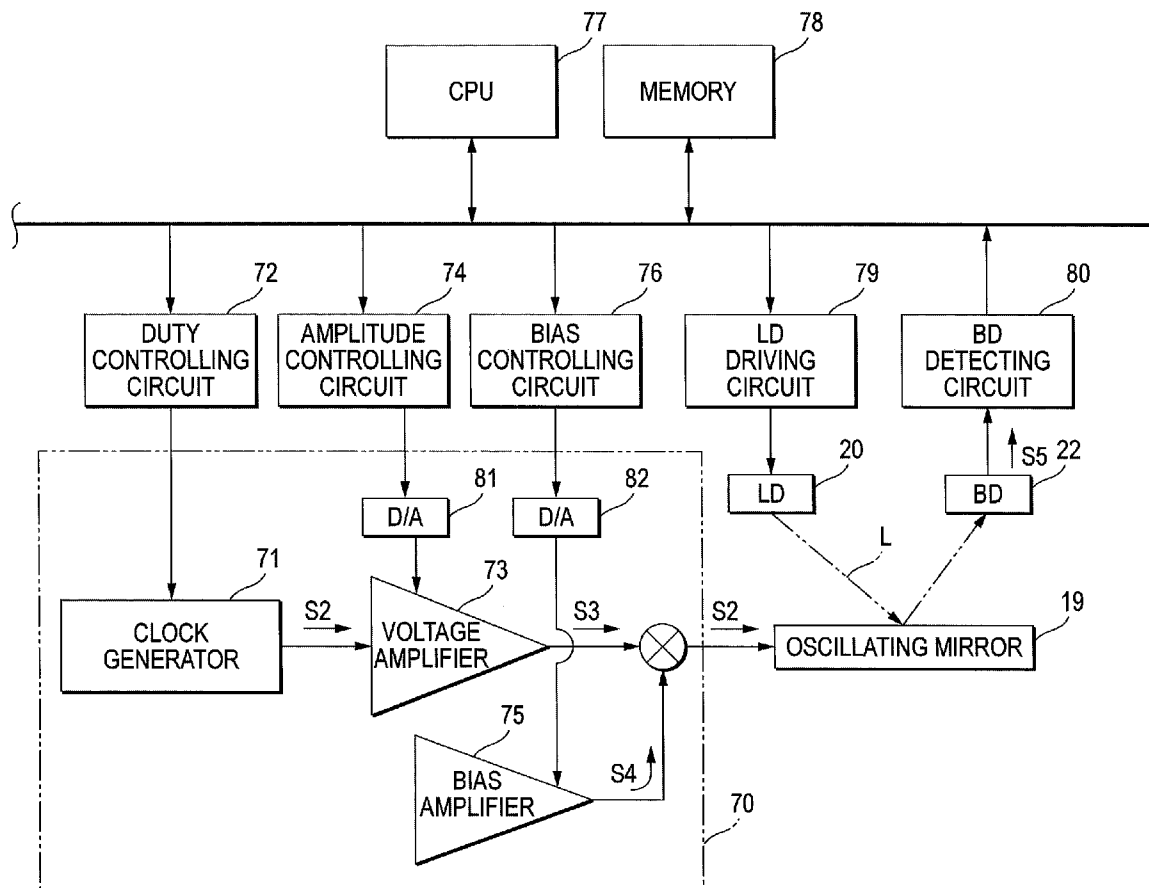 77
78
CPU
MEMORY
72
74
76
79
80
DUTY
CONTROLLING
CIRCUIT
AMPLITUDE
CONTROLLING
CIRCUIT
BIAS
CONTROLLING
CIRCUIT
LD
DRIVING
CIRCUIT
BD
DETECTING
CIRCUIT
81
82
20
S5
22
D/A
D/A
LD
BD
L
71
73
CLOCK
GENERATOR
S2
VOLTAGE
AMPLIFIER
S3
S2
19
OSCILLATING MIRROR
75
BIAS
AMPLIFIER
S4
70